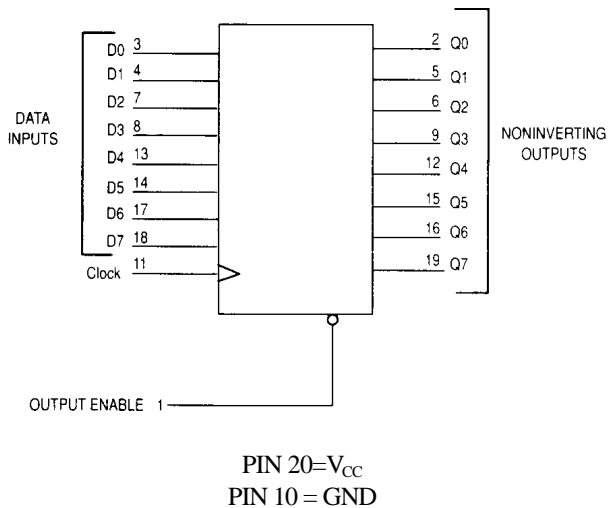 D0 3
D1 4
D2 7
D3 8
D4 13
D5 14
D6 17
D7 18
Clock 11
DATA
INPUTS
2 Q0
5 Q1
6 Q2
9 Q3
12 Q4
15 Q5
16 Q6
19 Q7
NONINVERTING
OUTPUTS
OUTPUT ENABLE 1
PIN 20=VCC
PIN 10 = GND